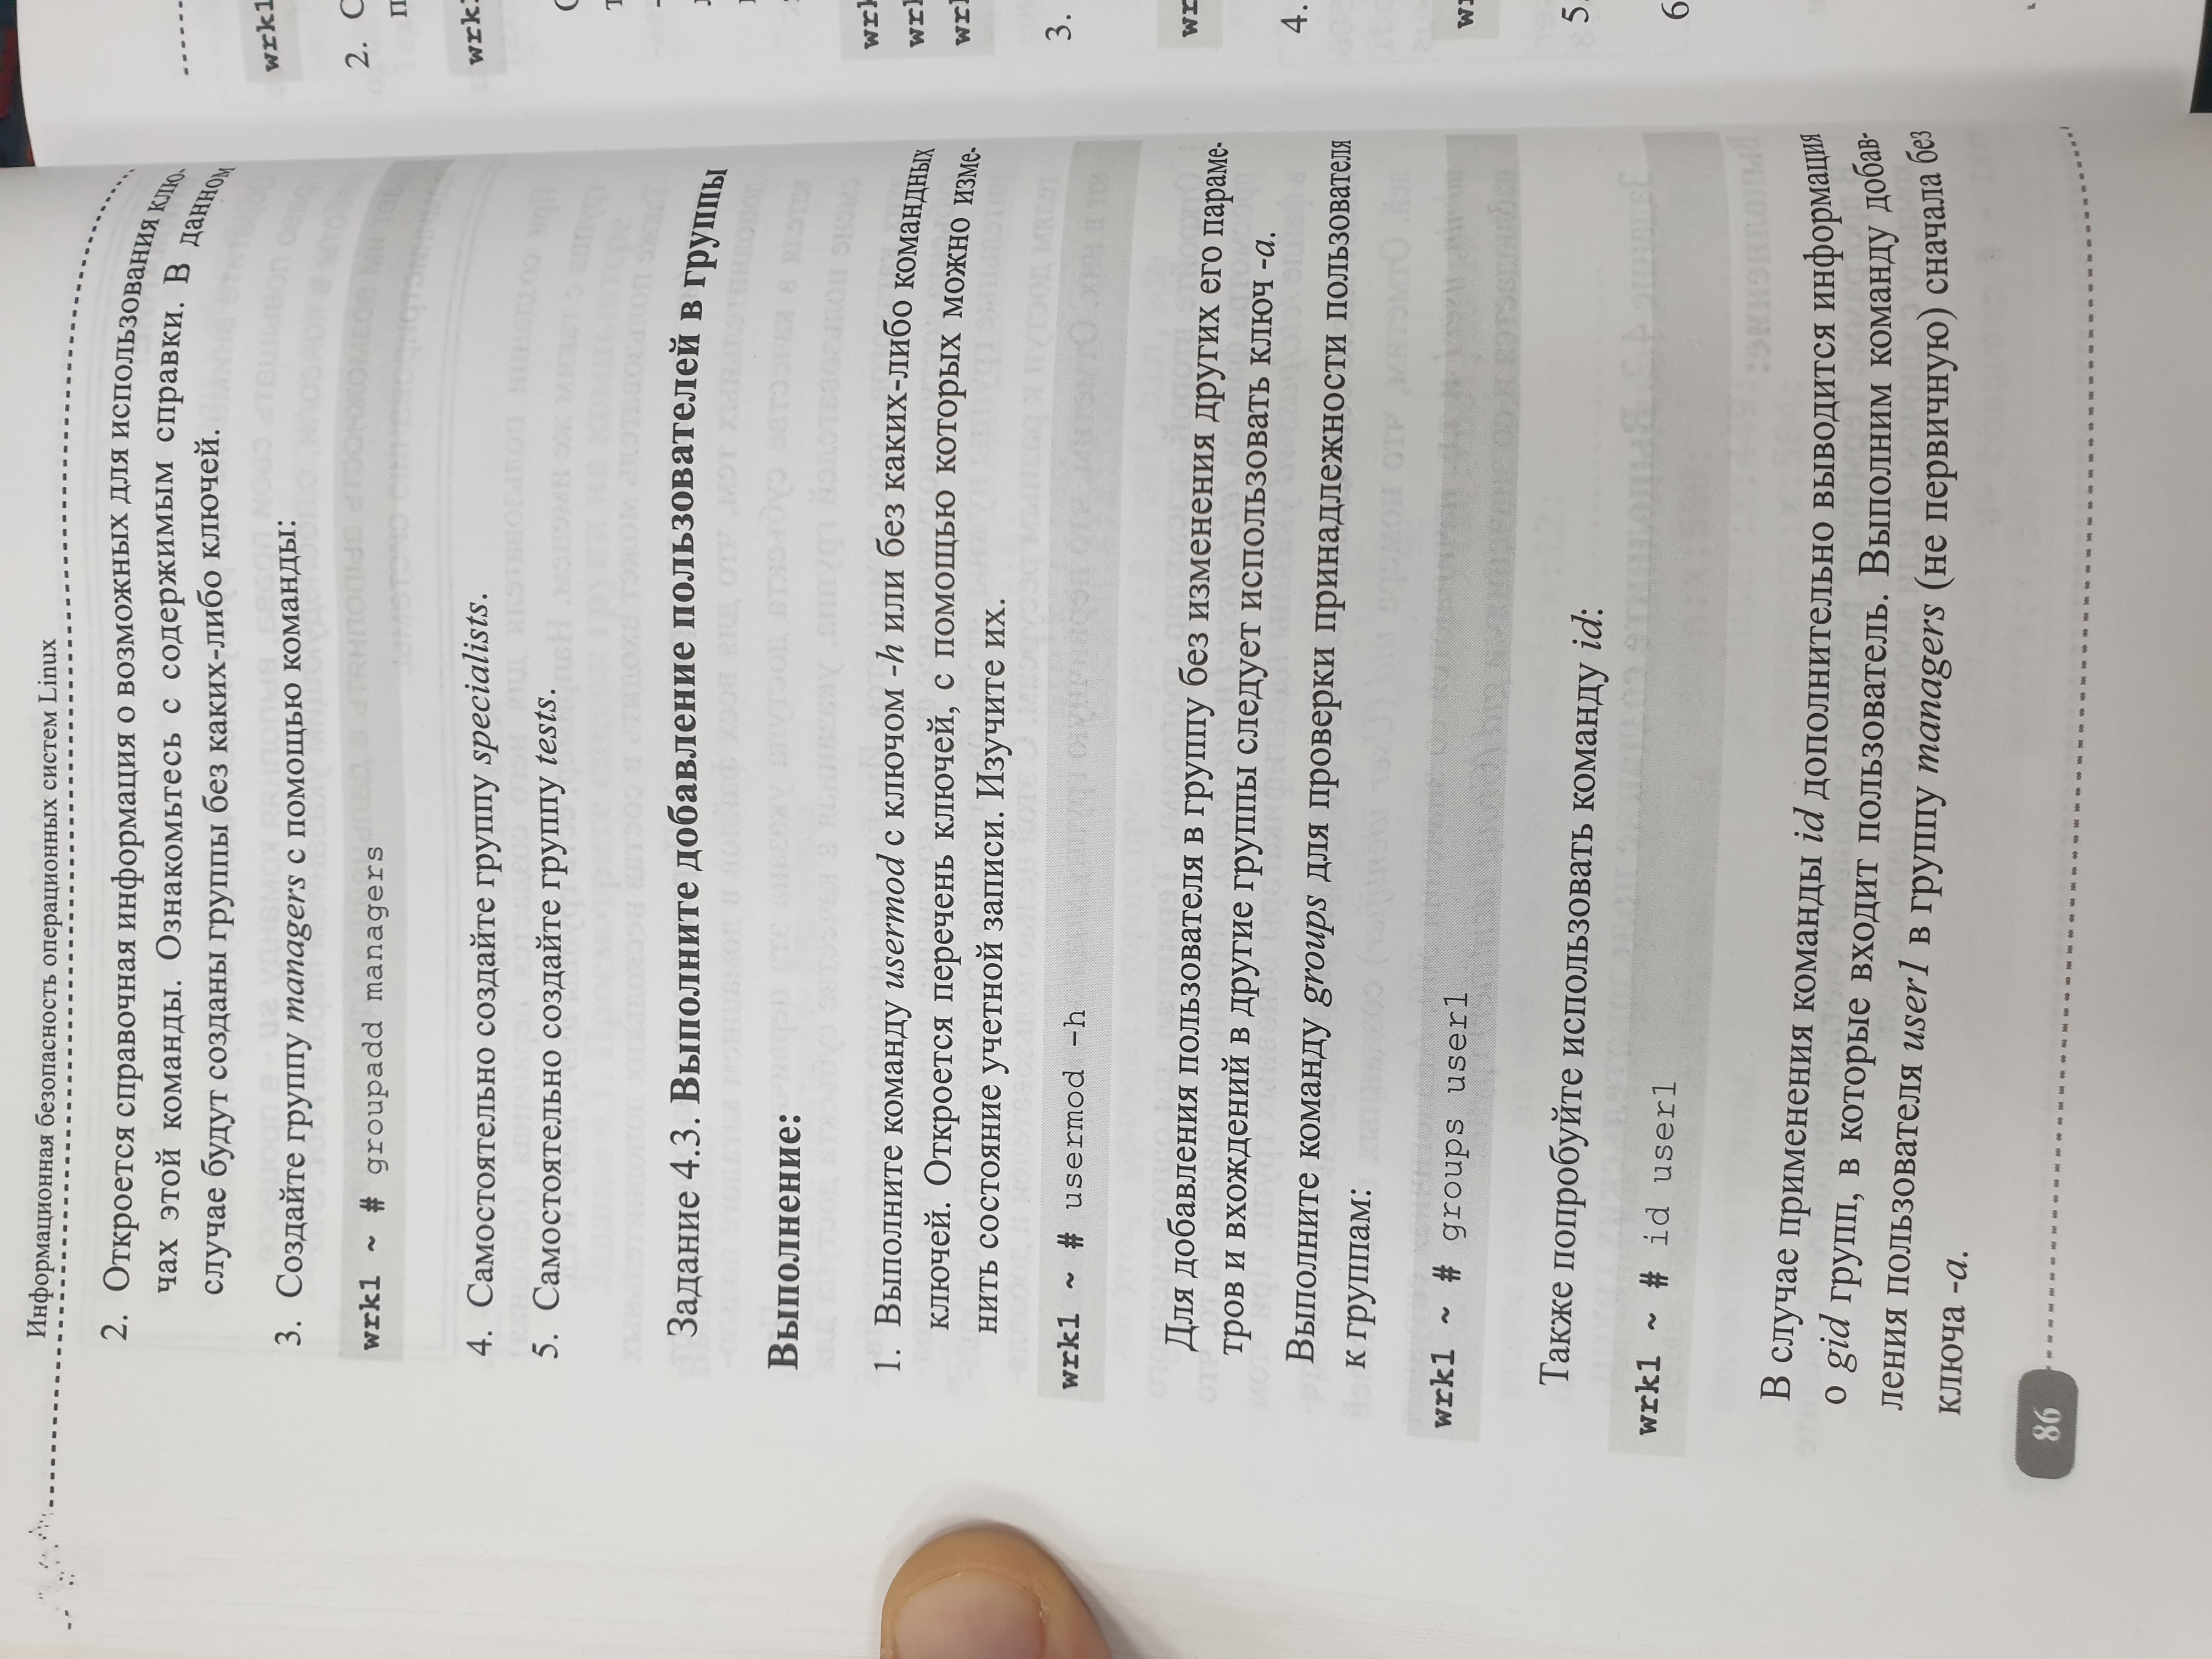 Информационная безопасность операционных систем Linux
2. Откроется справочная информация о возможных для использования клю-
чах этой команды. Ознакомьтесь с содержимым справки. В данном
случае будут созданы группы без каких-либо ключей.
3. Создайте группу managers с помощью команды:
wrk1 ~ # groupadd managers
4. Самостоятельно создайте группу specialists.
5. Самостоятельно создайте группу tests.
Задание 4.3. Выполните добавление пользователей в группы
Выполнение:
1. Выполните команду usermod с ключом -h или без каких-либо командных
ключей. Откроется перечень ключей, с помощью которых можно изме-
нить состояние учетной записи. Изучите их.
wrk1 ~ # usermod -h
Для добавления пользователя в группу без изменения других его параме-
тров и вхождений в другие группы следует использовать ключ -a.
Выполните команду groups для проверки принадлежности пользователя
к группам:
wrk1 ~ # groups user1
Также попробуйте использовать команду id:
wrk1 ~ # id user1
В случае применения команды id дополнительно выводится информация
о gid групп, в которые входит пользователь. Выполним команду добав-
ления пользователя user1 в группу managers (не первичную) сначала без
ключа -a.
86
wrk1
2.
3.
4.
5.
6